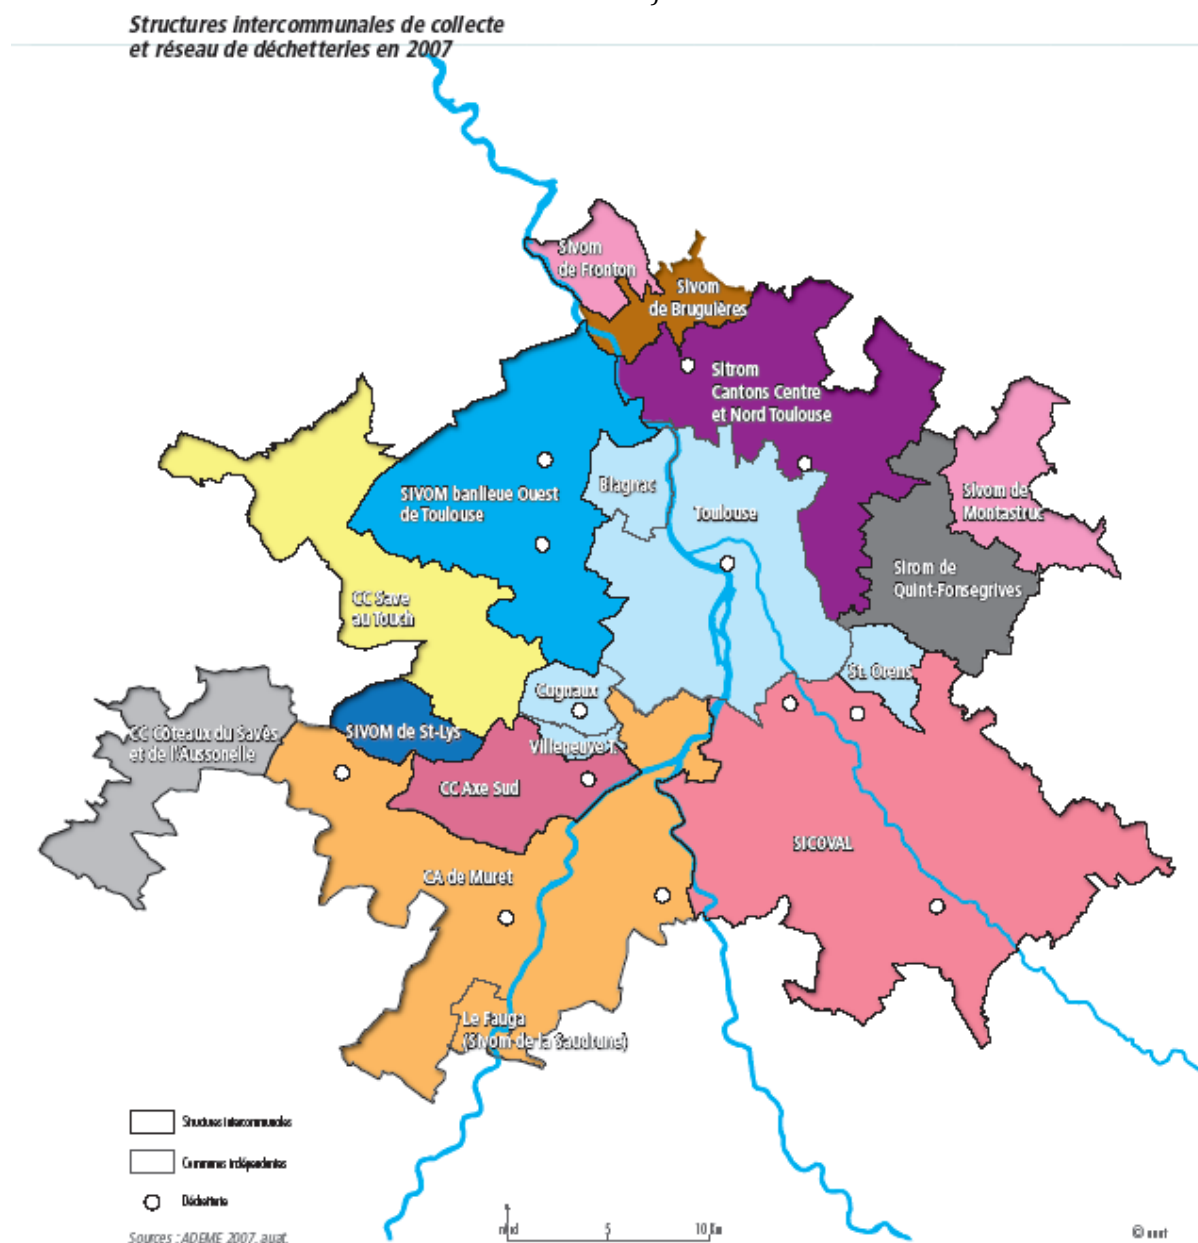 Structures intercommunales de collecte
et réseau de déchetteries en 2007
Sivom
de Fronton
Sivom
de Bruguières
Sitrom
Cantons Centre
et Nord Toulouse
Sivom de
Montastruc
SIVOM banlieue Ouest
de Toulouse
Blagnac
Toulouse
Sirom de
Quint-Fonsegrives
CC Save
au Touch
St. Orens
Cugnaux
CC Côteaux du Savès
et de l'Aussonelle
SIVOM de St-Lys
Villeneuve T.
CC Axe Sud
SICOVAL
CA de Muret
Le Fauga
(Sivom de la Saudrune)
Structures intercommunales
Communes indépendantes
Déchetterie
5
10 Km
Sources : ADEME 2007, auat.